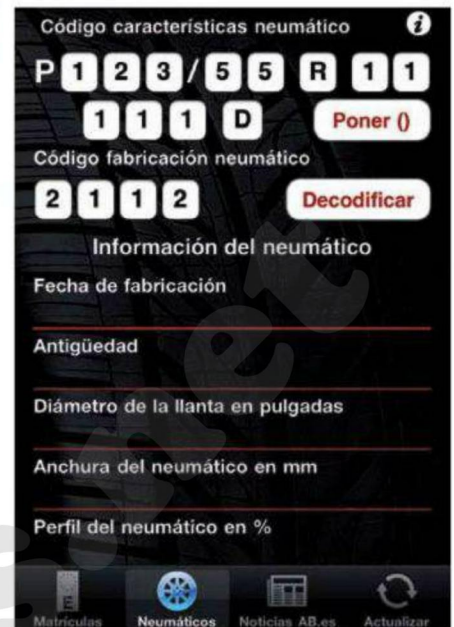 Código características neumático i
P 1 2 3 / 5 5 R 1 1
1 1 1 D Poner ()
Código fabricación neumático
2 1 1 2 Decodificar
Información del neumático
Fecha de fabricación
Antigüedad
Diámetro de la llanta en pulgadas
Anchura del neumático en mm
Perfil del neumático en %
Matrículas Neumáticos Noticias AB.es Actualizar